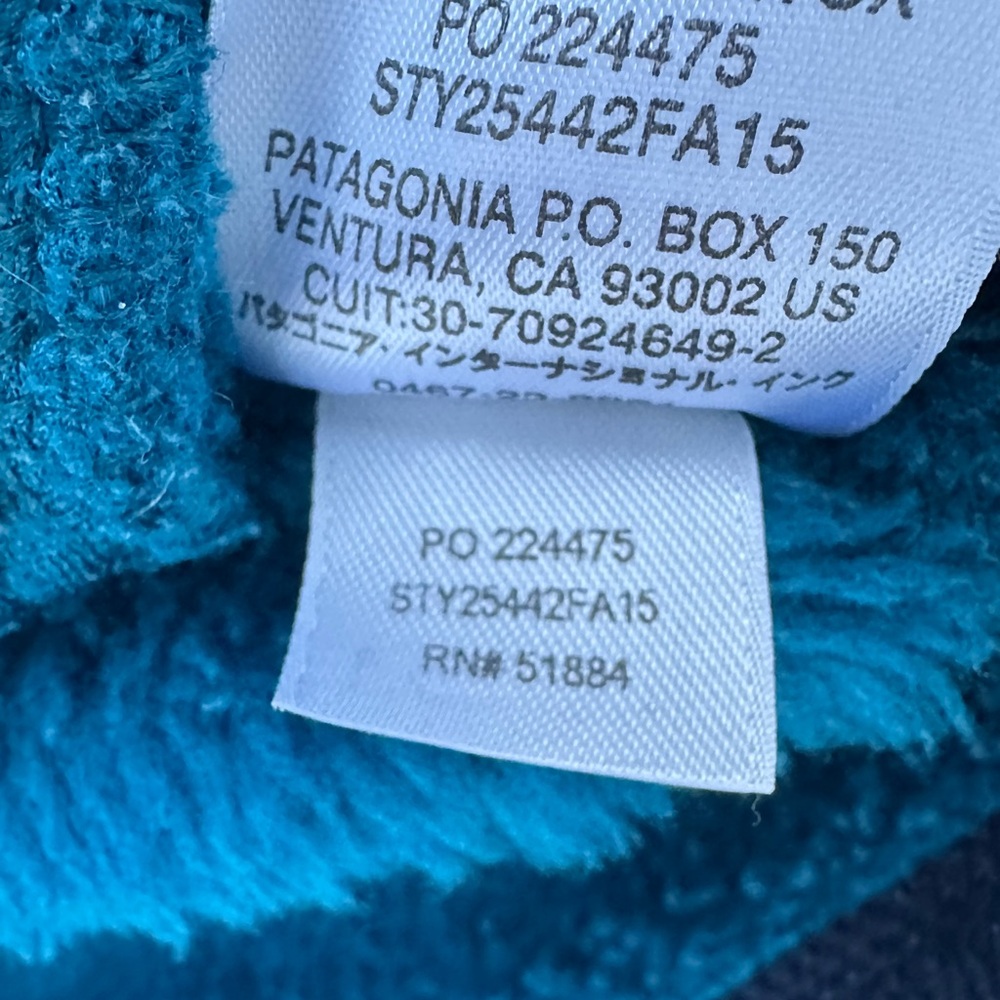 PO 224475
STY25442FA15
PATAGONIA P.O. BOX 150
VENTURA, CA 93002 US
CUIT:30-70924649-2
パタゴニア・インターナショナル・インク
PO 224475
STY25442FA15
RN# 51884